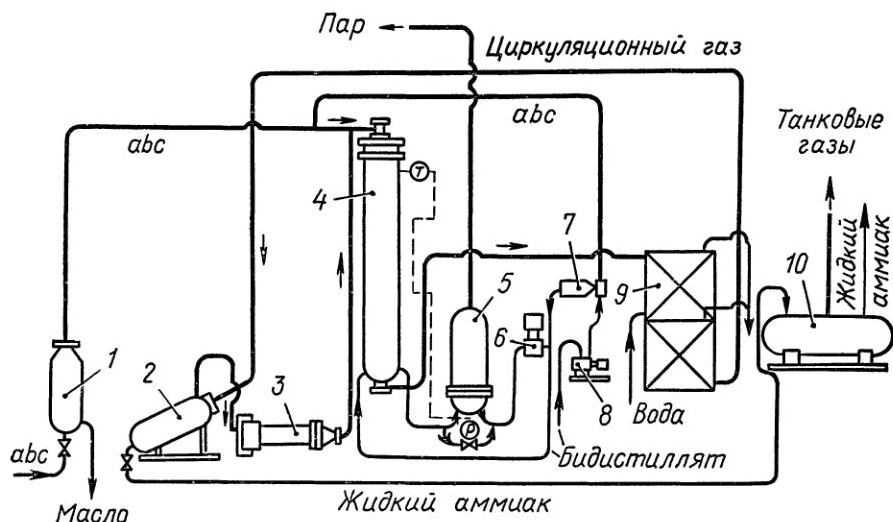 Пар
Циркуляционный газ
abc
abc
Танковые
газы
Жидкий
аммиак
T
4
7
10
5
9
6
1
2
3
P
8
Вода
abc
Бидистиллят
Масло
Жидкий аммиак